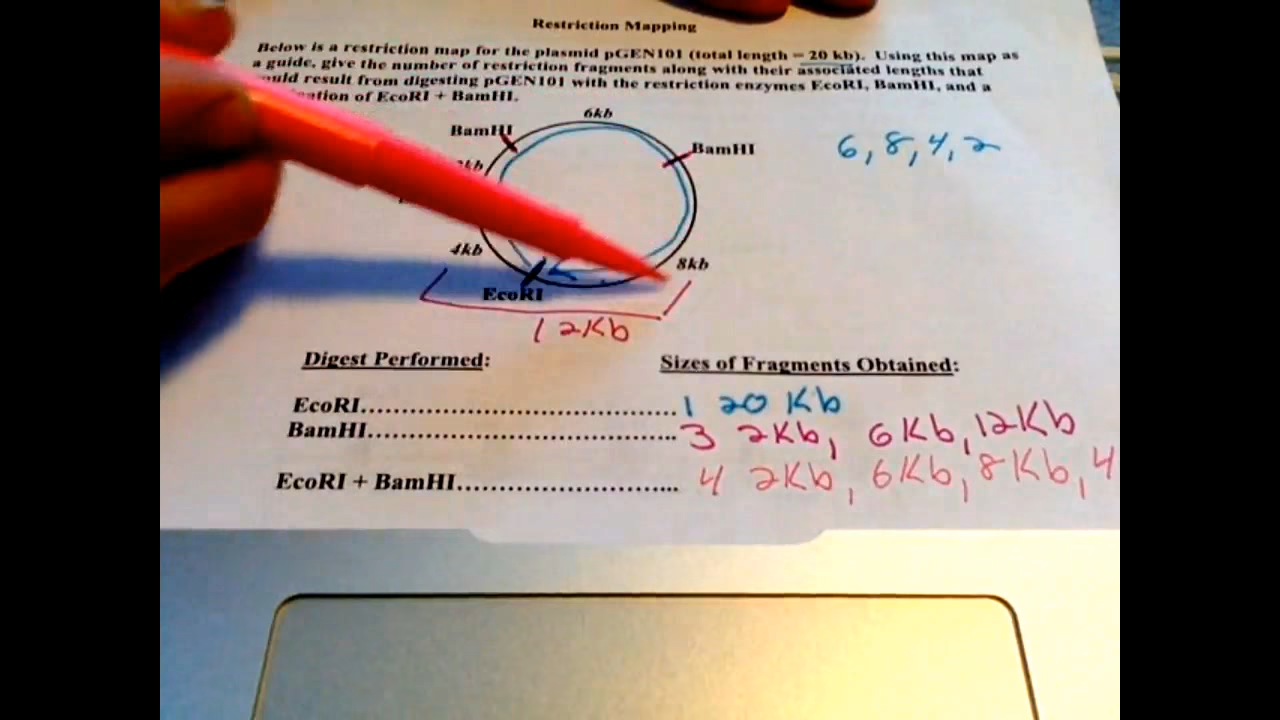 Restriction Mapping
Below is a restriction map for the plasmid pGEN101 (total length = 20 kb). Using this map as
a guide, give the number of restriction fragments along with their associated lengths that
would result from digesting pGEN101 with the restriction enzymes EcoRI, BamHI, and a
of EcoRI + BamHI.
6kb
BamHI
BamHI
6, 8, 4, 2
4kb
8kb
EcoRI
12Kb
Digest Performed: Sizes of Fragments Obtained:
EcoRI........................................ 1 20 Kb
BamHI....................................... 3 2Kb, 6Kb, 12Kb
EcoRI + BamHI............................ 4 2Kb, 6Kb, 8Kb, 4